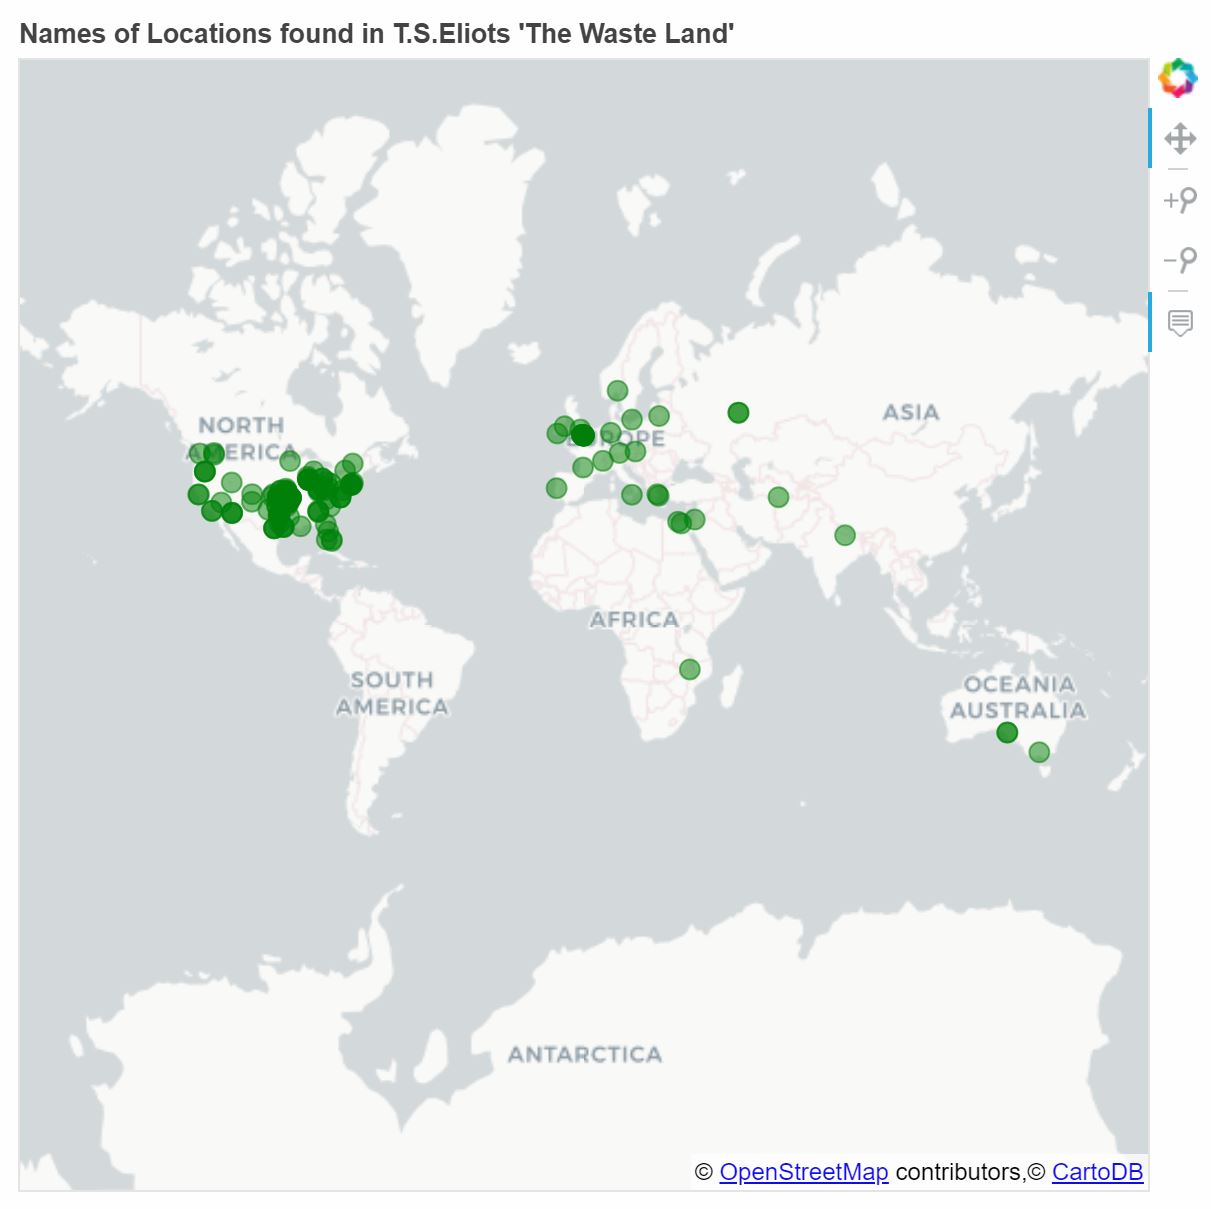 Names of Locations found in T.S.Eliots 'The Waste Land'
NORTH
AMERICA
EUROPE
ASIA
AFRICA
SOUTH
AMERICA
OCEANIA
AUSTRALIA
ANTARCTICA
© OpenStreetMap contributors,© CartoDB